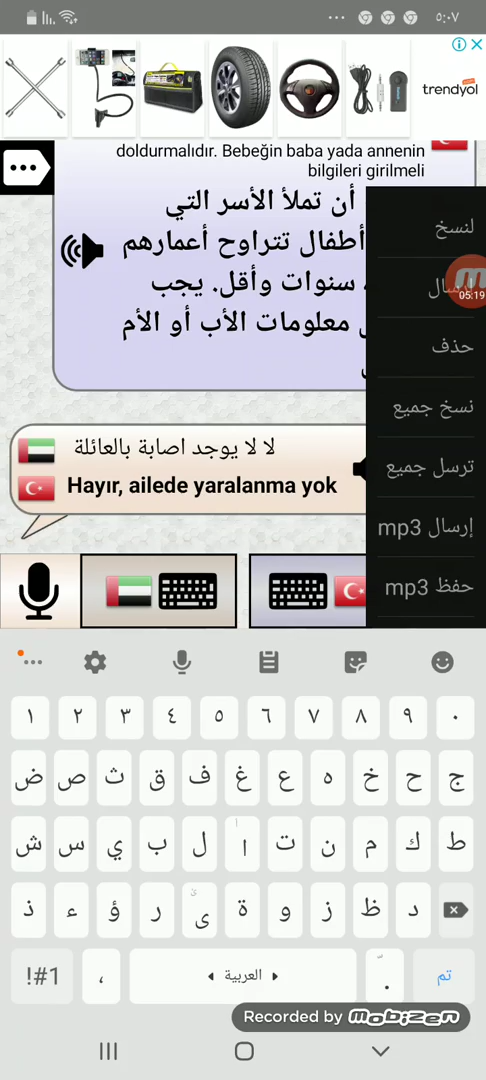 ٥:٠٧
trendyol
doldurmalıdır. Bebeğin baba yada annenin
bilgileri girilmeli
أن تملأ الأسر التي
أطفال تتراوح أعمارهم
سنوات وأقل. يجب
معلومات الأب أو الأم
لنسخ
05:19
حذف
نسخ جميع
ترسل جميع
إرسال mp3
حفظ mp3
لا لا يوجد اصابة بالعائلة
Hayır, ailede yaralanma yok
١ ٢ ٣ ٤ ٥ ٦ ٧ ٨ ٩ ٠
ض ص ث ق ف غ ع ه خ ح ج
ش س ي ب ل ا ت ن م ك ط
ذ ء ؤ ر ى ة و ز ظ د
!#1 ، العربية . تم
Recorded by MOBIZEN